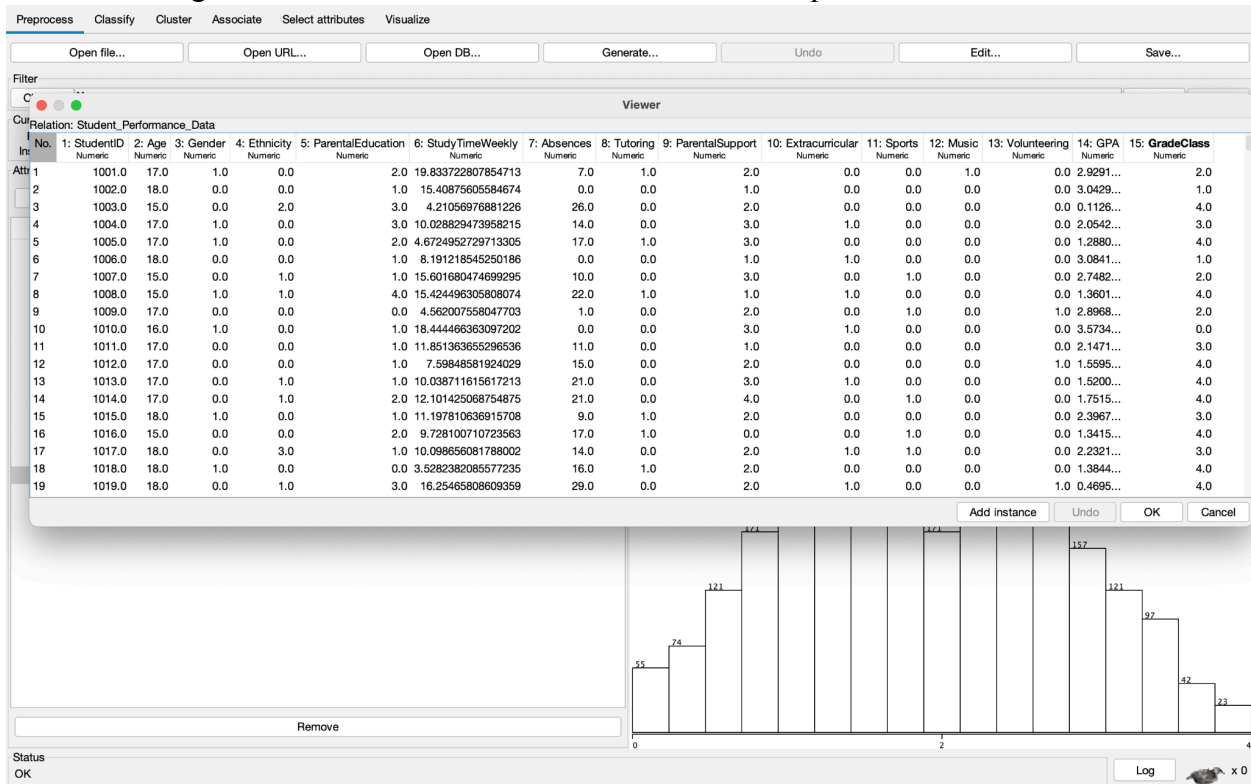 Preprocess Classify Cluster Associate Select attributes Visualize
Open file... Open URL... Open DB... Generate... Undo Edit... Save...
Filter
Viewer
Relation: Student_Performance_Data
No. 1: StudentID 2: Age 3: Gender 4: Ethnicity 5: ParentalEducation 6: StudyTimeWeekly 7: Absences 8: Tutoring 9: ParentalSupport 10: Extracurricular 11: Sports 12: Music 13: Volunteering 14: GPA 15: GradeClass
Numeric Numeric Numeric Numeric Numeric Numeric Numeric Numeric Numeric Numeric Numeric Numeric Numeric Numeric Numeric
1 1001.0 17.0 1.0 0.0 2.0 19.833722807854713 7.0 1.0 2.0 0.0 0.0 1.0 0.0 2.9291... 2.0
2 1002.0 18.0 0.0 0.0 1.0 15.40875605584674 0.0 0.0 1.0 0.0 0.0 0.0 0.0 3.0429... 1.0
3 1003.0 15.0 0.0 2.0 3.0 4.21056976881226 26.0 0.0 2.0 0.0 0.0 0.0 0.0 0.1126... 4.0
4 1004.0 17.0 1.0 0.0 3.0 10.028829473958215 14.0 0.0 3.0 1.0 0.0 0.0 0.0 2.0542... 3.0
5 1005.0 17.0 1.0 0.0 2.0 4.6724952729713305 17.0 1.0 3.0 0.0 0.0 0.0 0.0 1.2880... 4.0
6 1006.0 18.0 0.0 0.0 1.0 8.191218545250186 0.0 0.0 1.0 1.0 0.0 0.0 0.0 3.0841... 1.0
7 1007.0 15.0 0.0 1.0 1.0 15.601680474699295 10.0 0.0 3.0 0.0 1.0 0.0 0.0 2.7482... 2.0
8 1008.0 15.0 1.0 1.0 4.0 15.424496305808074 22.0 1.0 1.0 1.0 0.0 0.0 0.0 1.3601... 4.0
9 1009.0 17.0 0.0 0.0 0.0 4.562007558047703 1.0 0.0 2.0 0.0 1.0 0.0 1.0 2.8968... 2.0
10 1010.0 16.0 1.0 0.0 1.0 18.444466363097202 0.0 0.0 3.0 1.0 0.0 0.0 0.0 3.5734... 0.0
11 1011.0 17.0 0.0 0.0 1.0 11.851363655296536 11.0 0.0 1.0 0.0 0.0 0.0 0.0 2.1471... 3.0
12 1012.0 17.0 0.0 0.0 1.0 7.59848581924029 15.0 0.0 2.0 0.0 0.0 0.0 1.0 1.5595... 4.0
13 1013.0 17.0 0.0 1.0 1.0 10.038711615617213 21.0 0.0 3.0 1.0 0.0 0.0 0.0 1.5200... 4.0
14 1014.0 17.0 0.0 1.0 2.0 12.101425068754875 21.0 0.0 4.0 0.0 1.0 0.0 0.0 1.7515... 4.0
15 1015.0 18.0 1.0 0.0 1.0 11.197810636915708 9.0 1.0 2.0 0.0 0.0 0.0 0.0 2.3967... 3.0
16 1016.0 15.0 0.0 0.0 2.0 9.728100710723563 17.0 1.0 0.0 0.0 1.0 0.0 0.0 1.3415... 4.0
17 1017.0 18.0 0.0 3.0 1.0 10.098656081788002 14.0 0.0 2.0 1.0 1.0 0.0 0.0 2.2321... 3.0
18 1018.0 18.0 1.0 0.0 0.0 3.5282382085577235 16.0 1.0 2.0 0.0 0.0 0.0 0.0 1.3844... 4.0
19 1019.0 18.0 0.0 1.0 3.0 16.25465808609359 29.0 0.0 2.0 1.0 0.0 0.0 1.0 0.4695... 4.0
Add instance Undo OK Cancel
171 171
157
121 121
97
74
55
42
23
Remove
0 2 4
Status
OK Log x 0